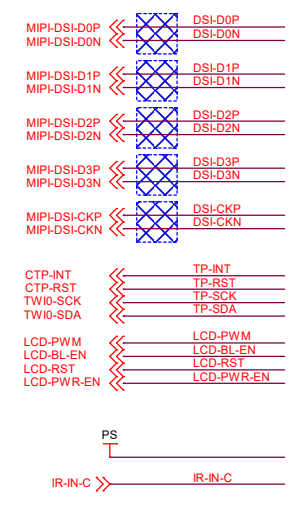 MIPI-DSI-D0P DSI-D0P
MIPI-DSI-D0N DSI-D0N
MIPI-DSI-D1P DSI-D1P
MIPI-DSI-D1N DSI-D1N
MIPI-DSI-D2P DSI-D2P
MIPI-DSI-D2N DSI-D2N
MIPI-DSI-D3P DSI-D3P
MIPI-DSI-D3N DSI-D3N
MIPI-DSI-CKP DSI-CKP
MIPI-DSI-CKN DSI-CKN
CTP-INT TP-INT
CTP-RST TP-RST
TWI0-SCK TP-SCK
TWI0-SDA TP-SDA
LCD-PWM LCD-PWM
LCD-BL-EN LCD-BL-EN
LCD-RST LCD-RST
LCD-PWR-EN LCD-PWR-EN
PS
IR-IN-C IR-IN-C